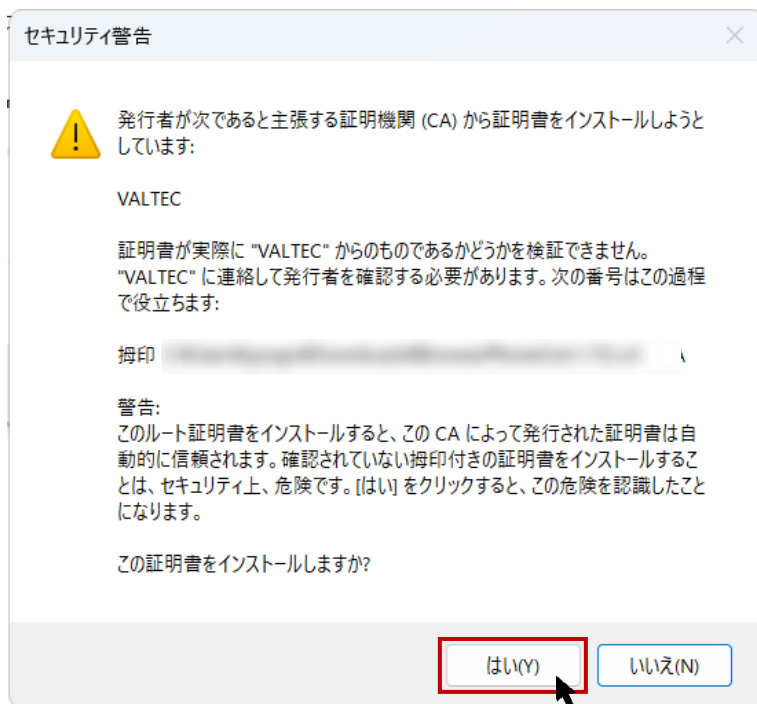 セキュリティ警告
発行者が次であると主張する証明機関 (CA) から証明書をインストールしようと
しています:
VALTEC
証明書が実際に "VALTEC" からのものであるかどうかを検証できません。
"VALTEC" に連絡して発行者を確認する必要があります。次の番号はこの過程
で役立ちます:
拇印
警告:
このルート証明書をインストールすると、この CA によって発行された証明書は自
動的に信頼されます。確認されていない拇印付きの証明書をインストールするこ
とは、セキュリティ上、危険です。[はい] をクリックすると、この危険を認識したこと
になります。
この証明書をインストールしますか?
はい(Y)
いいえ(N)